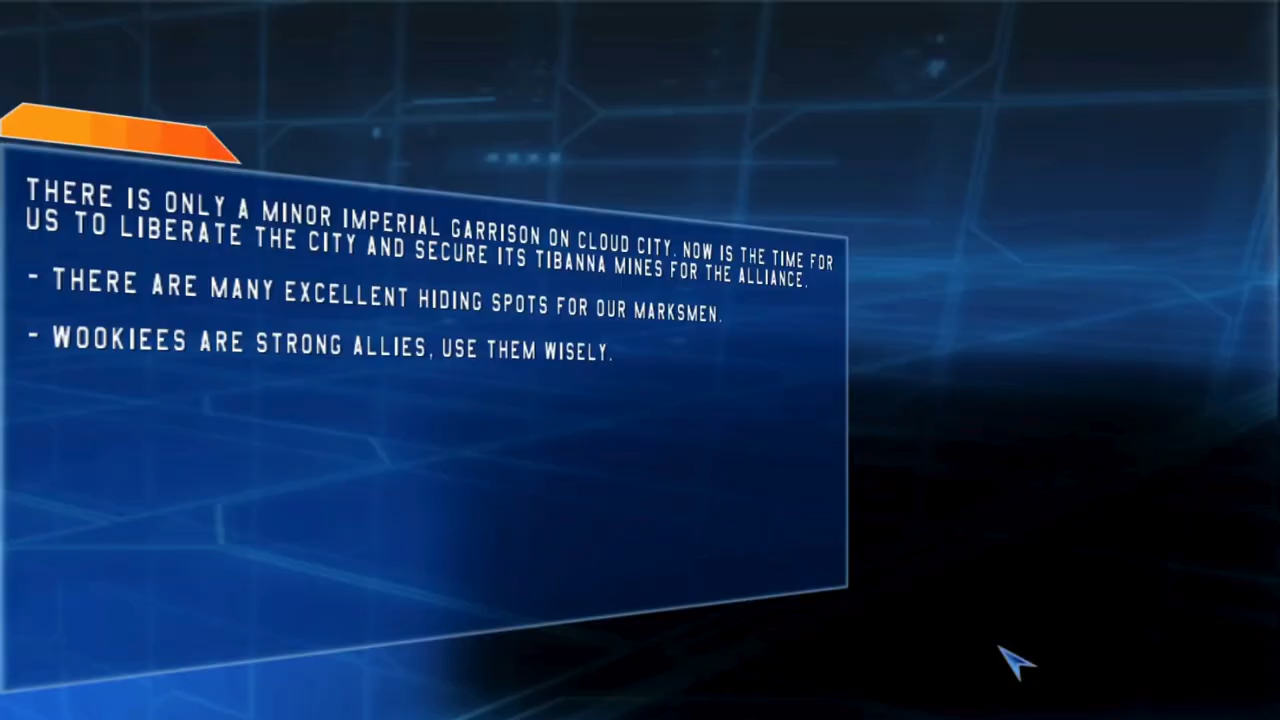 THERE IS ONLY A MINOR IMPERIAL GARRISON ON CLOUD CITY. NOW IS THE TIME FOR
US TO LIBERATE THE CITY AND SECURE ITS TIBANNA MINES FOR THE ALLIANCE.
- THERE ARE MANY EXCELLENT HIDING SPOTS FOR OUR MARKSMEN.
- WOOKIEES ARE STRONG ALLIES, USE THEM WISELY.